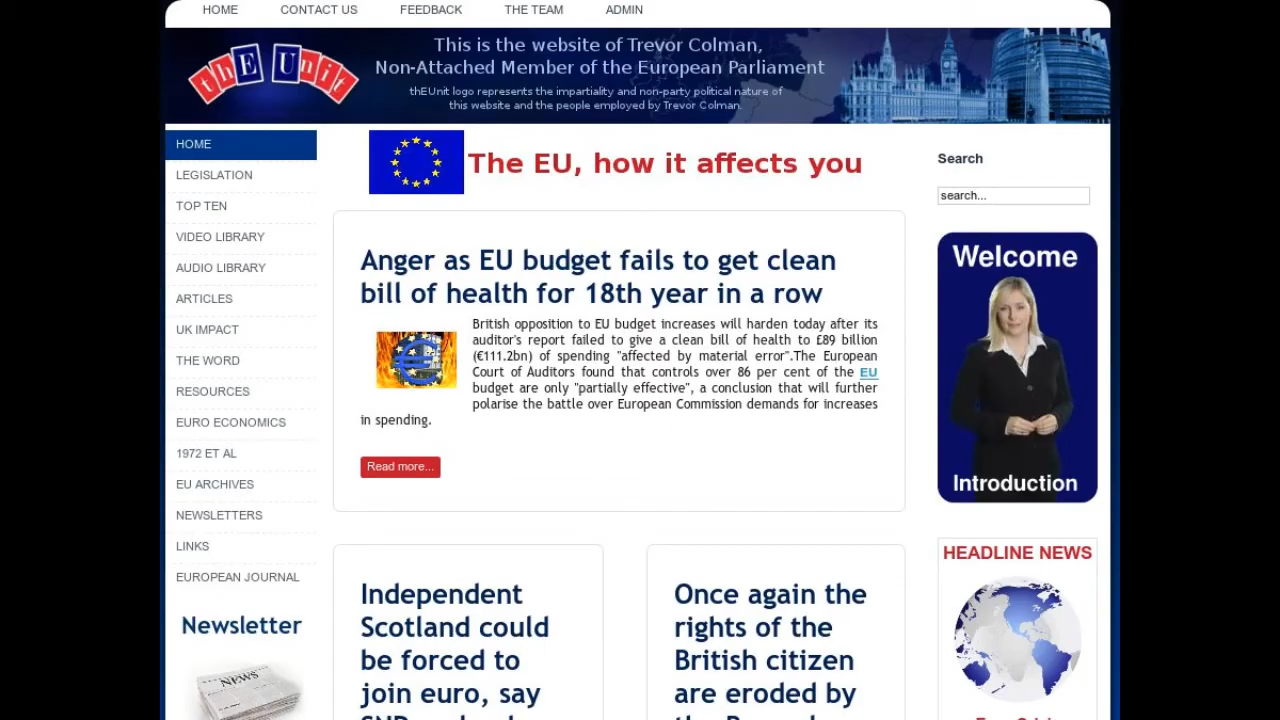 HOME
CONTACT US
FEEDBACK
THE TEAM
ADMIN
thEUnit
This is the website of Trevor Colman,
Non-Attached Member of the European Parliament
thEUnit logo represents the impartiality and non-party political nature of
this website and the people employed by Trevor Colman.
HOME
LEGISLATION
TOP TEN
VIDEO LIBRARY
AUDIO LIBRARY
ARTICLES
UK IMPACT
THE WORD
RESOURCES
EURO ECONOMICS
1972 ET AL
EU ARCHIVES
NEWSLETTERS
LINKS
EUROPEAN JOURNAL
Newsletter
NEWS
The EU, how it affects you
Anger as EU budget fails to get clean
bill of health for 18th year in a row
British opposition to EU budget increases will harden today after its
auditor's report failed to give a clean bill of health to £89 billion
(€111.2bn) of spending "affected by material error".The European
Court of Auditors found that controls over 86 per cent of the EU
budget are only "partially effective", a conclusion that will further
polarise the battle over European Commission demands for increases
in spending.
Read more...
Independent
Scotland could
be forced to
join euro, say
Once again the
rights of the
British citizen
are eroded by
Search
search...
Welcome
Introduction
HEADLINE NEWS